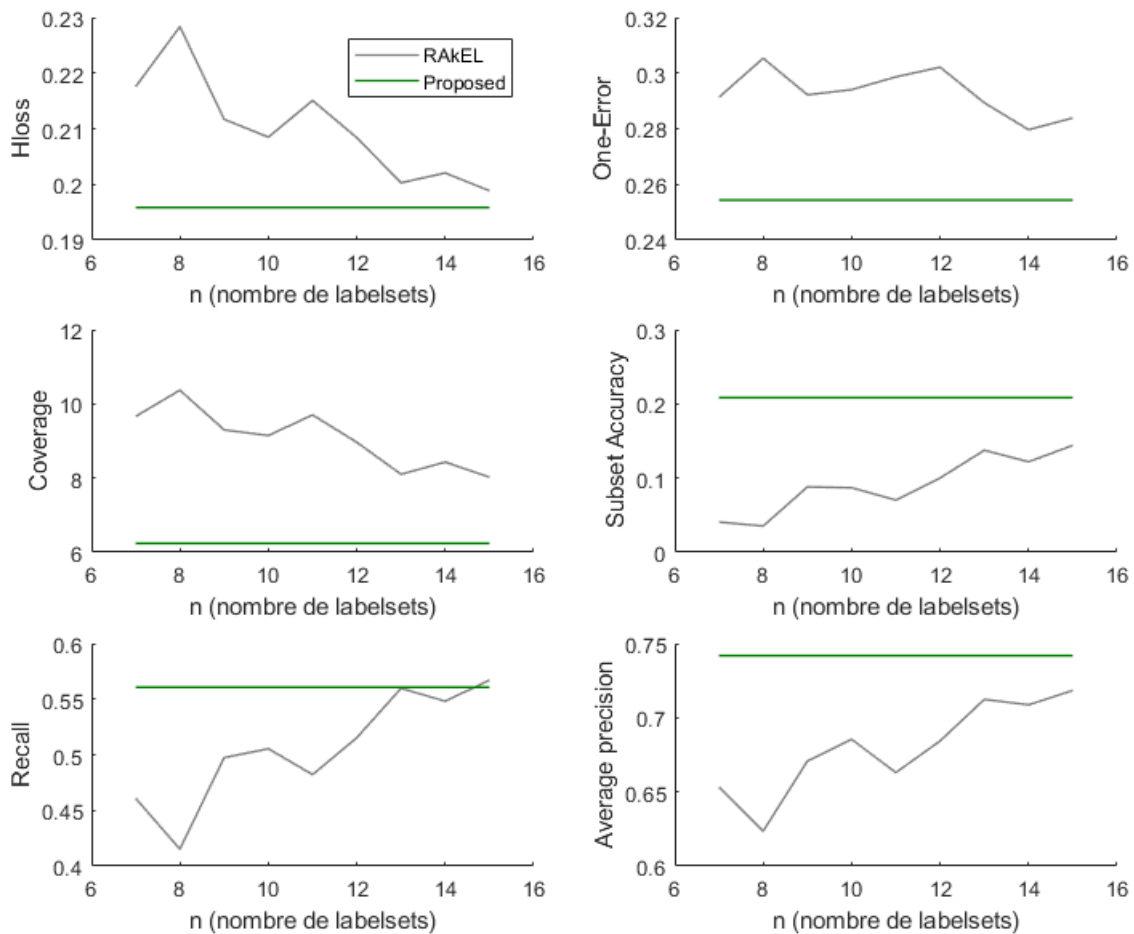 0.23
0.22
0.21
0.2
0.19
Hloss
RAkEL
Proposed
6 8 10 12 14 16
n (nombre de labelsets)
0.32
0.3
0.28
0.26
0.24
One-Error
6 8 10 12 14 16
n (nombre de labelsets)
12
10
8
6
Coverage
6 8 10 12 14 16
n (nombre de labelsets)
0.3
0.2
0.1
0
Subset Accuracy
6 8 10 12 14 16
n (nombre de labelsets)
0.6
0.55
0.5
0.45
0.4
Recall
6 8 10 12 14 16
n (nombre de labelsets)
0.75
0.7
0.65
0.6
Average precision
6 8 10 12 14 16
n (nombre de labelsets)